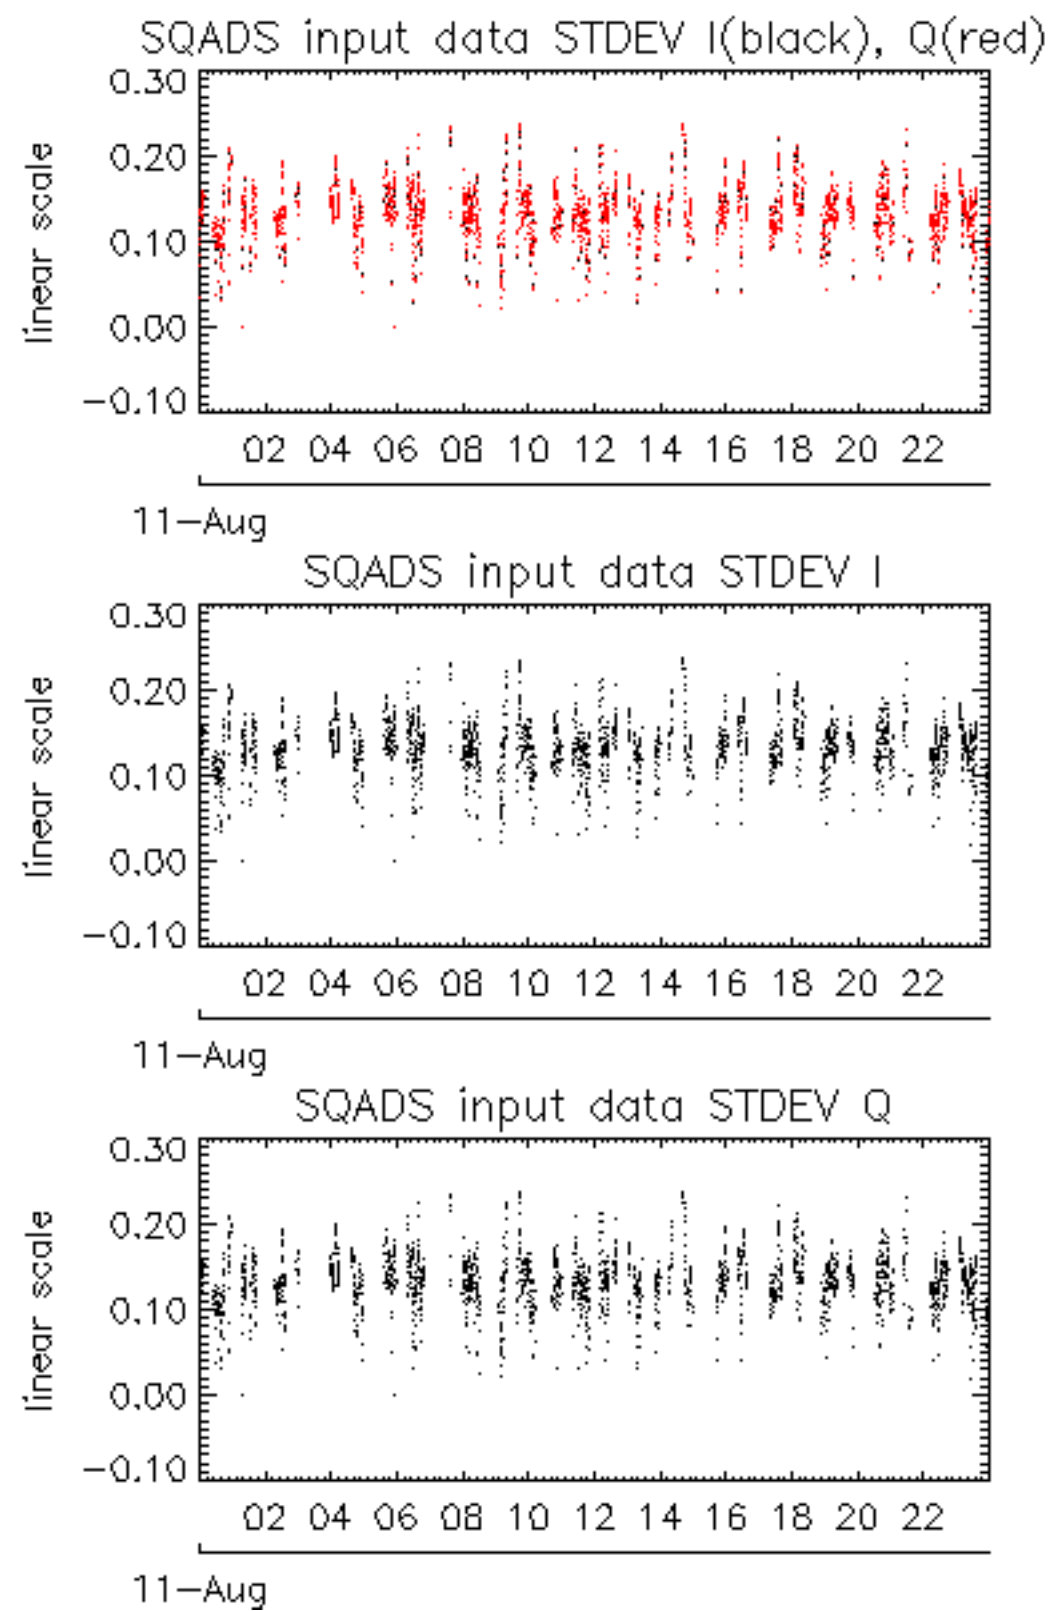 SQADS input data STDEV I(black), Q(red)
0.30
0.20
0.10
0.00
−0.10
linear scale
02 04 06 08 10 12 14 16 18 20 22
11−Aug
SQADS input data STDEV I
0.30
0.20
0.10
0.00
−0.10
linear scale
02 04 06 08 10 12 14 16 18 20 22
11−Aug
SQADS input data STDEV Q
0.30
0.20
0.10
0.00
−0.10
linear scale
02 04 06 08 10 12 14 16 18 20 22
11−Aug